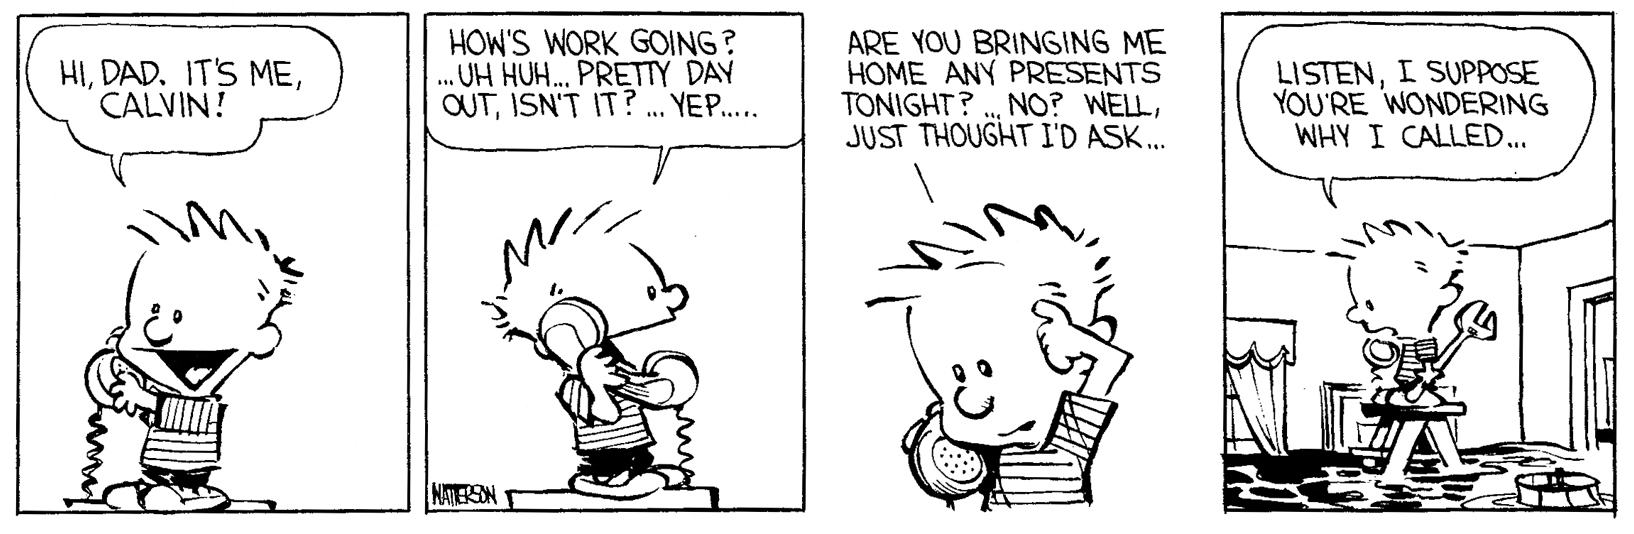 HI, DAD. IT'S ME,
CALVIN!
HOW'S WORK GOING?
...UH HUH... PRETTY DAY
OUT, ISN'T IT? ... YEP.....
WATTERSON
ARE YOU BRINGING ME
HOME ANY PRESENTS
TONIGHT? ... NO? WELL,
JUST THOUGHT I'D ASK...
LISTEN, I SUPPOSE
YOU'RE WONDERING
WHY I CALLED...